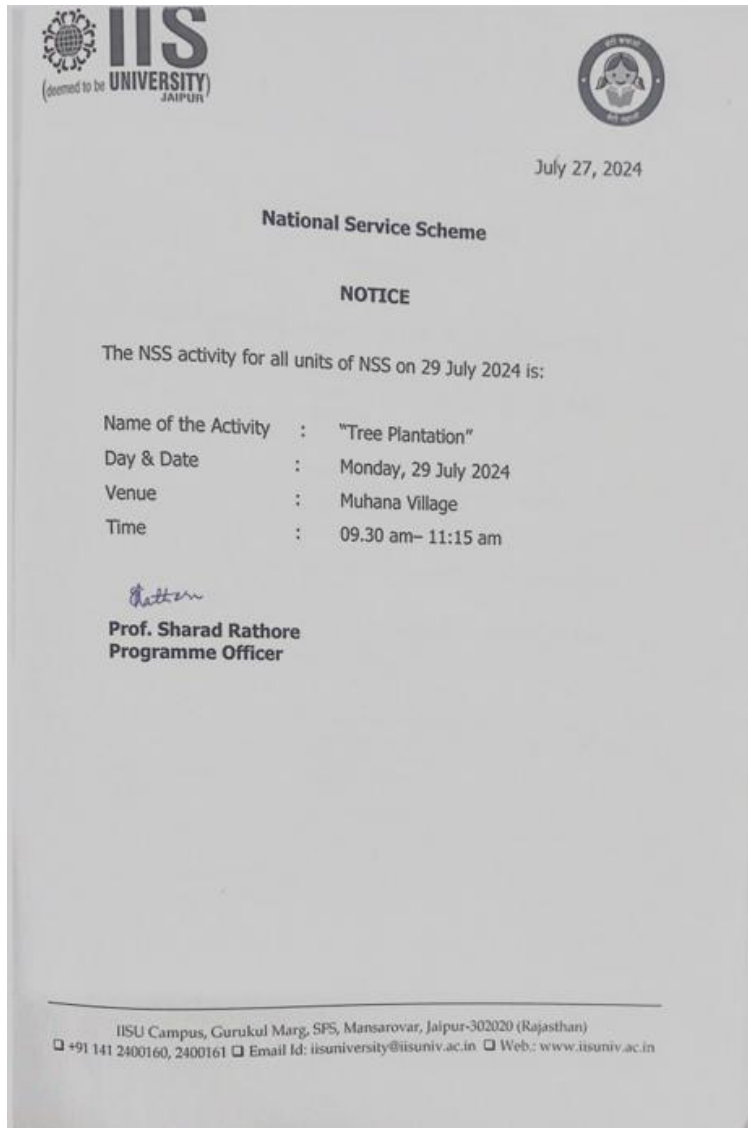 IIS
(deemed to be UNIVERSITY)
JAIPUR
बेटी बचाओ
बेटी पढ़ाओ
July 27, 2024
National Service Scheme
NOTICE
The NSS activity for all units of NSS on 29 July 2024 is:
Name of the Activity : "Tree Plantation"
Day & Date : Monday, 29 July 2024
Venue : Muhana Village
Time : 09.30 am– 11:15 am
Prof. Sharad Rathore
Programme Officer
IISU Campus, Gurukul Marg, SFS, Mansarovar, Jaipur-302020 (Rajasthan)
❑ +91 141 2400160, 2400161 ❑ Email Id: iisuniversity@iisuniv.ac.in ❑ Web.: www.iisuniv.ac.in